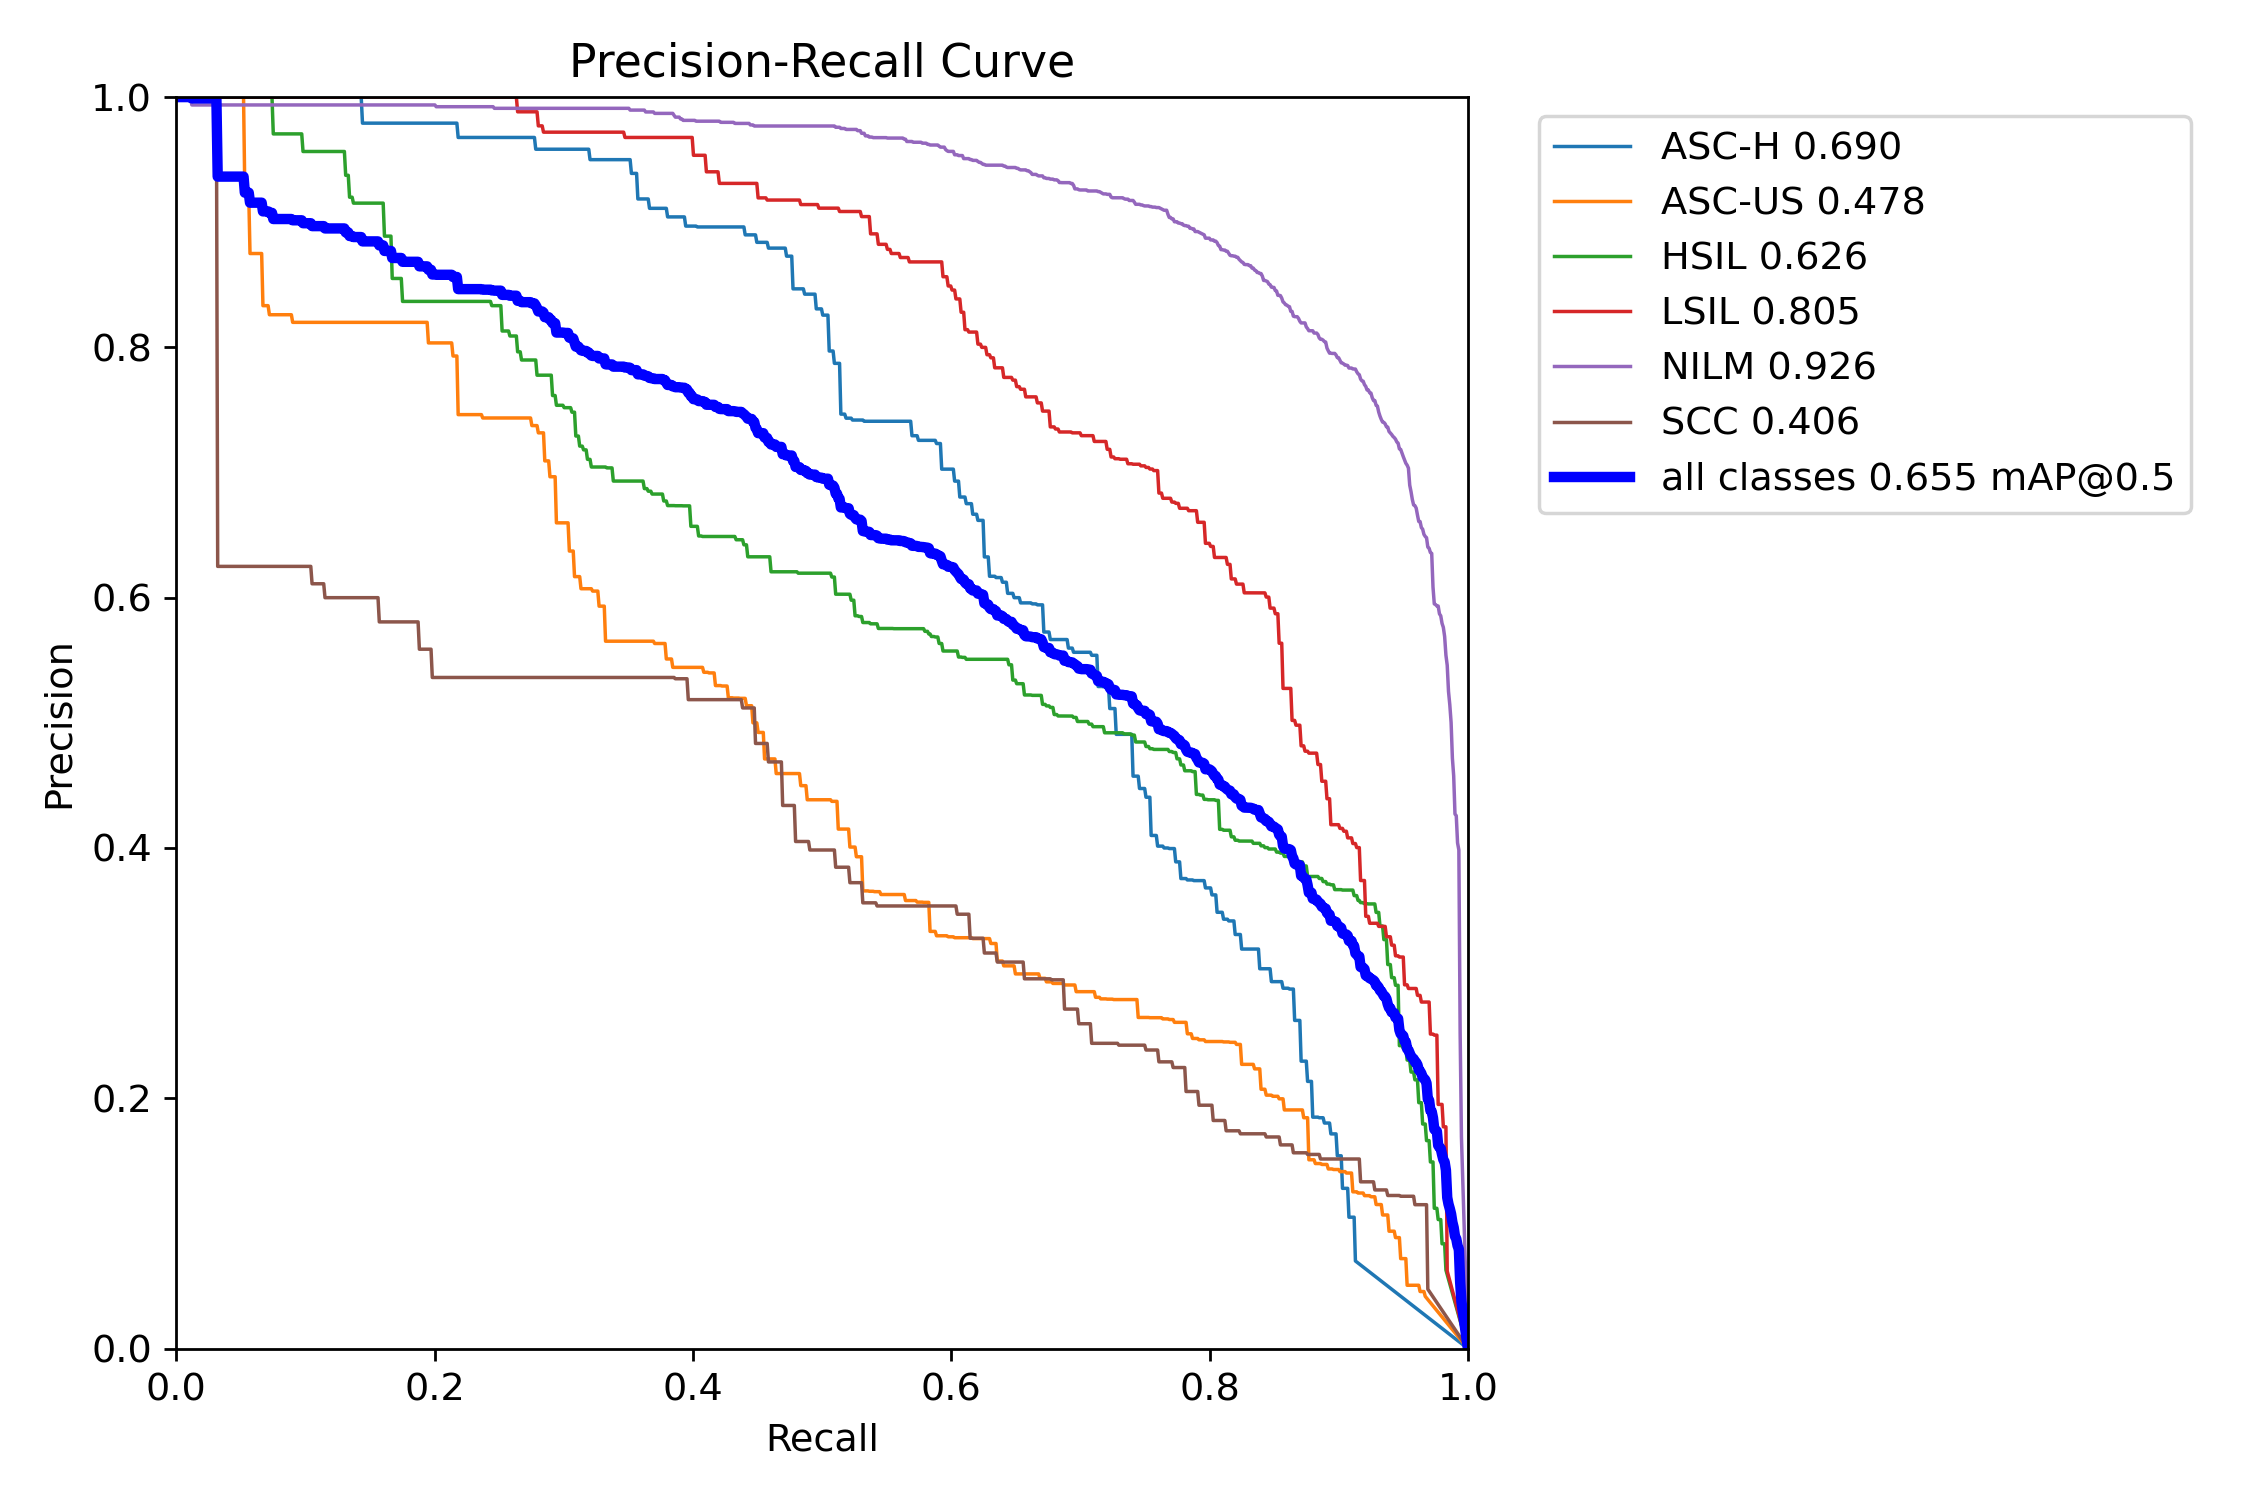 Precision-Recall Curve
1.0
0.8
0.6
0.4
0.2
0.0
Precision
0.0 0.2 0.4 0.6 0.8 1.0
Recall
ASC-H 0.690
ASC-US 0.478
HSIL 0.626
LSIL 0.805
NILM 0.926
SCC 0.406
all classes 0.655 mAP@0.5